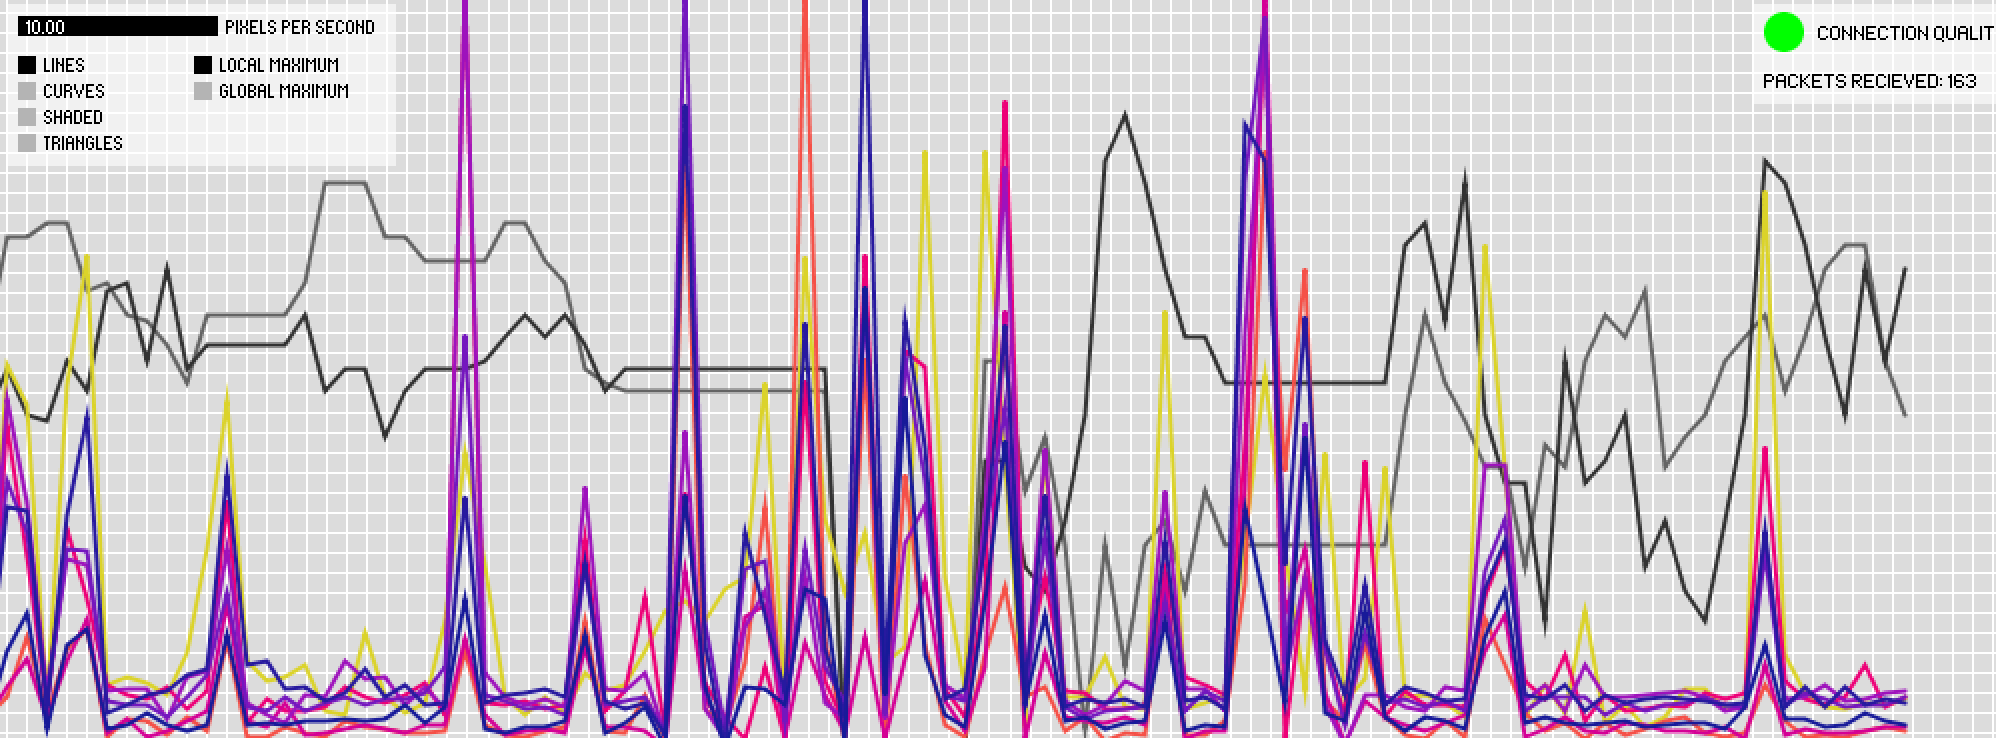 10.00 PIXELS PER SECOND
LINES LOCAL MAXIMUM
CURVES GLOBAL MAXIMUM
SHADED
TRIANGLES
CONNECTION QUALIT
PACKETS RECIEVED: 163